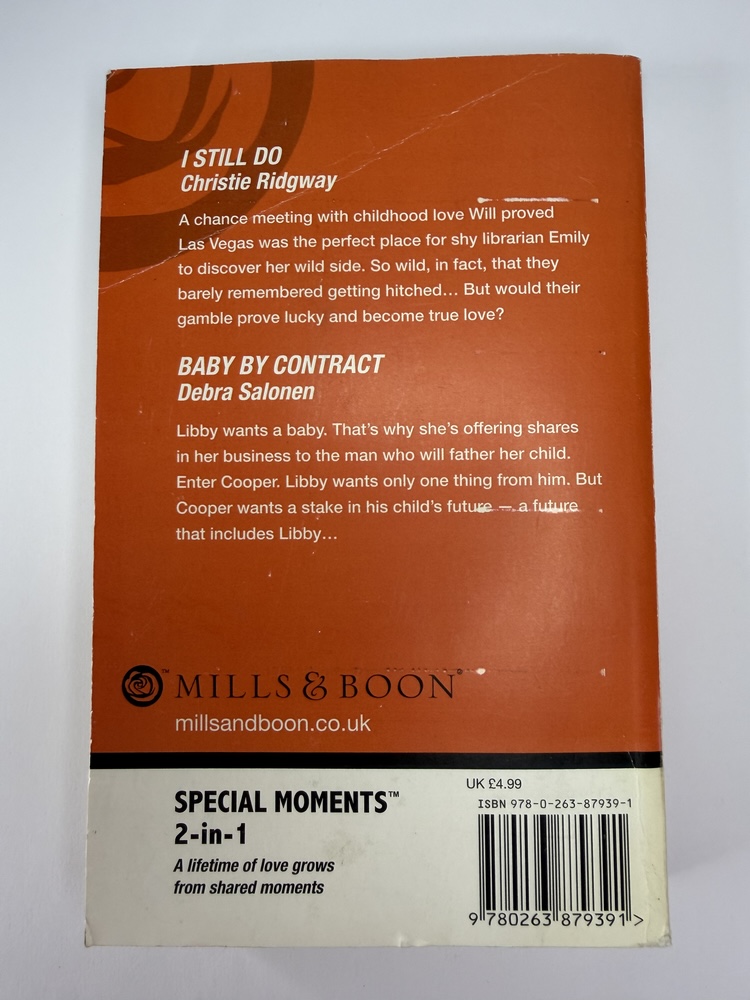 I STILL DO
Christie Ridgway
A chance meeting with childhood love Will proved
Las Vegas was the perfect place for shy librarian Emily
to discover her wild side. So wild, in fact, that they
barely remembered getting hitched… But would their
gamble prove lucky and become true love?
BABY BY CONTRACT
Debra Salonen
Libby wants a baby. That's why she's offering shares
in her business to the man who will father her child.
Enter Cooper. Libby wants only one thing from him. But
Cooper wants a stake in his child's future — a future
that includes Libby…
™ MILLS & BOON®
millsandboon.co.uk
SPECIAL MOMENTS™
2-in-1
A lifetime of love grows
from shared moments
UK £4.99
ISBN 978-0-263-87939-1
9 780263 879391 >